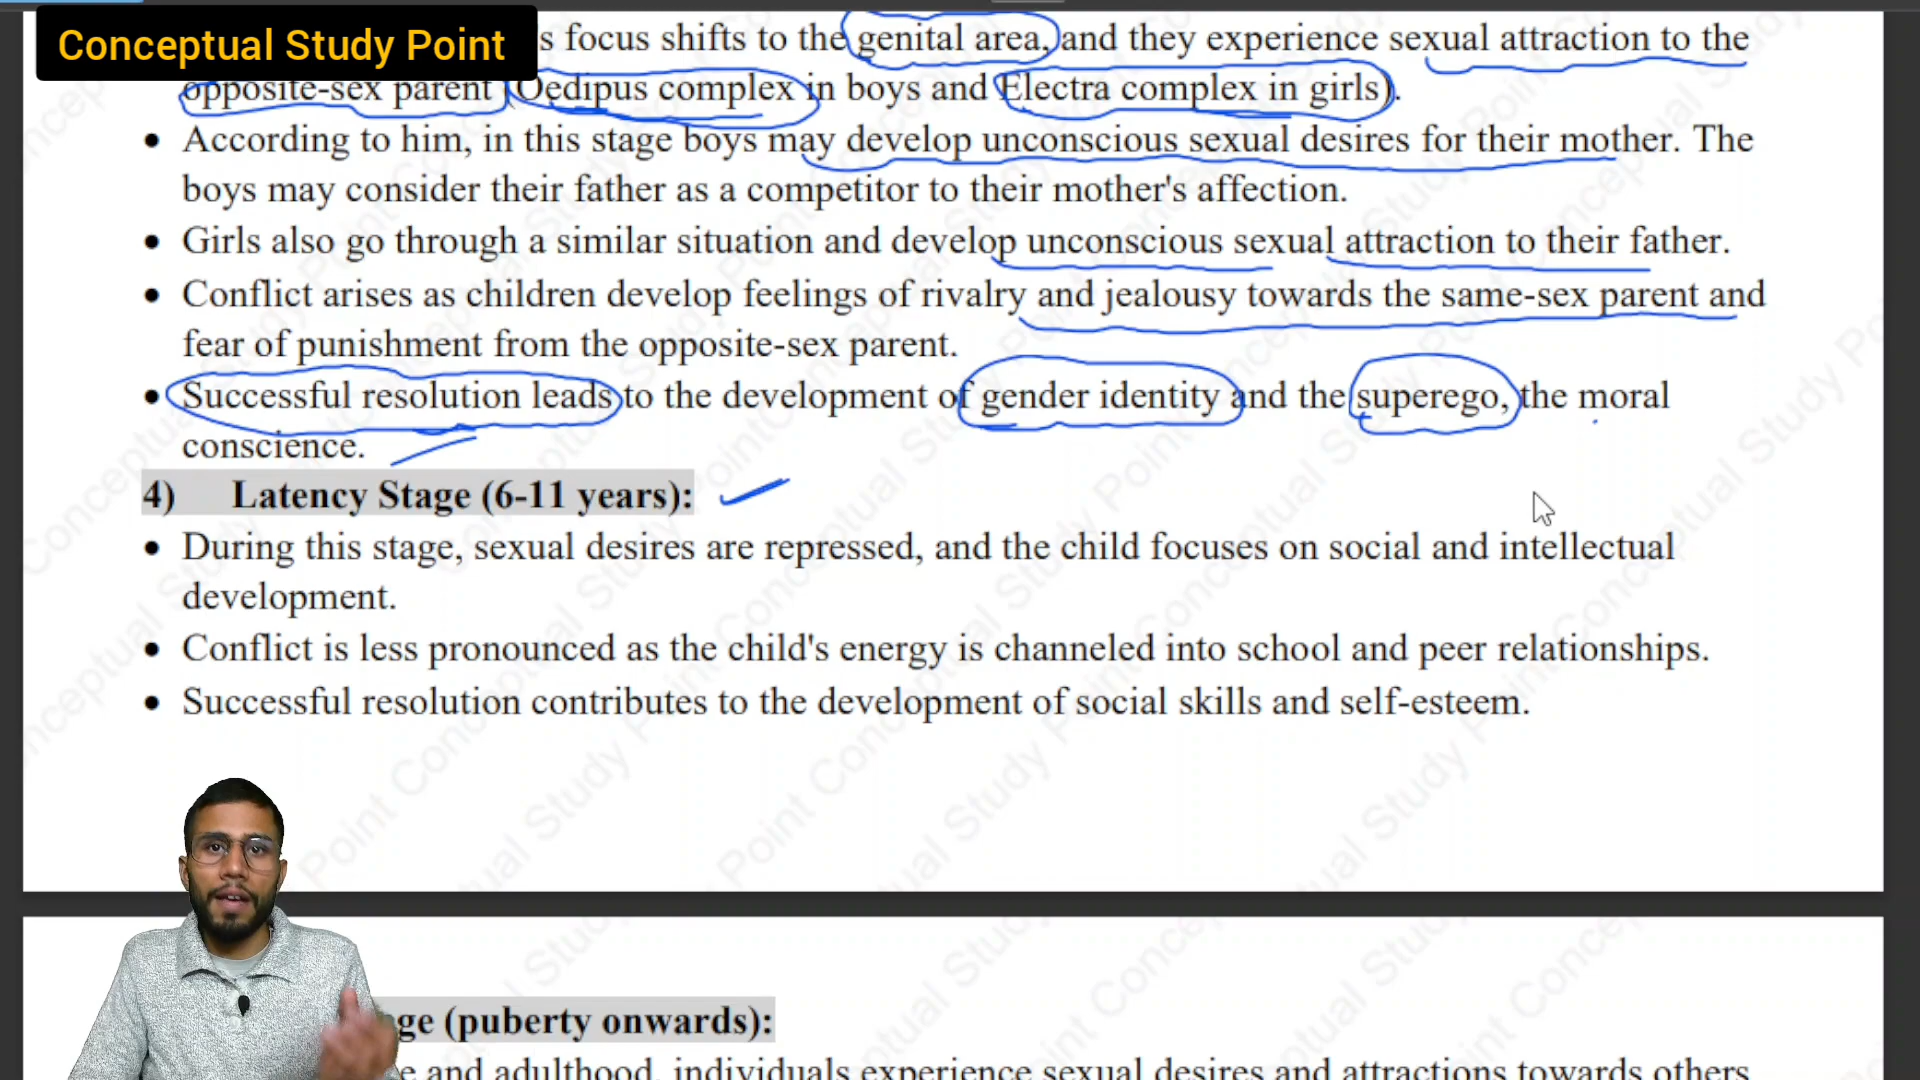 Conceptual Study Point
s focus shifts to the genital area, and they experience sexual attraction to the
opposite-sex parent (Oedipus complex in boys and Electra complex in girls).
• According to him, in this stage boys may develop unconscious sexual desires for their mother. The
boys may consider their father as a competitor to their mother's affection.
• Girls also go through a similar situation and develop unconscious sexual attraction to their father.
• Conflict arises as children develop feelings of rivalry and jealousy towards the same-sex parent and
fear of punishment from the opposite-sex parent.
• Successful resolution leads to the development of gender identity and the superego, the moral
conscience.
4) Latency Stage (6-11 years):
• During this stage, sexual desires are repressed, and the child focuses on social and intellectual
development.
• Conflict is less pronounced as the child's energy is channeled into school and peer relationships.
• Successful resolution contributes to the development of social skills and self-esteem.
ge (puberty onwards):
e and adulthood, individuals experience sexual desires and attractions towards others